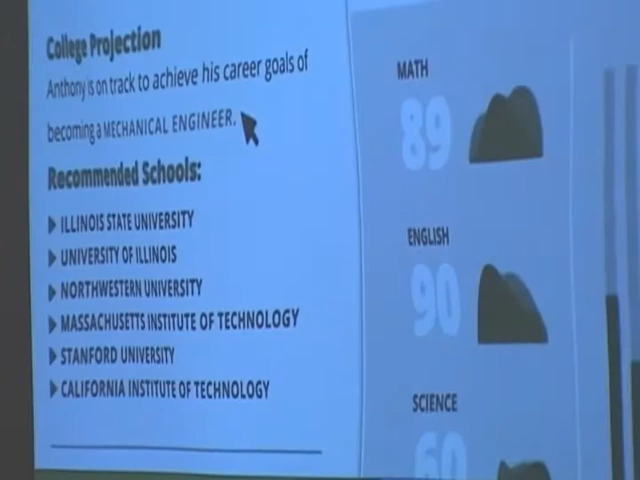 College Projection
Anthony is on track to achieve his career goals of
becoming a MECHANICAL ENGINEER.
Recommended Schools:
ILLINOIS STATE UNIVERSITY
UNIVERSITY OF ILLINOIS
NORTHWESTERN UNIVERSITY
MASSACHUSETTS INSTITUTE OF TECHNOLOGY
STANFORD UNIVERSITY
CALIFORNIA INSTITUTE OF TECHNOLOGY
MATH
89
ENGLISH
90
SCIENCE